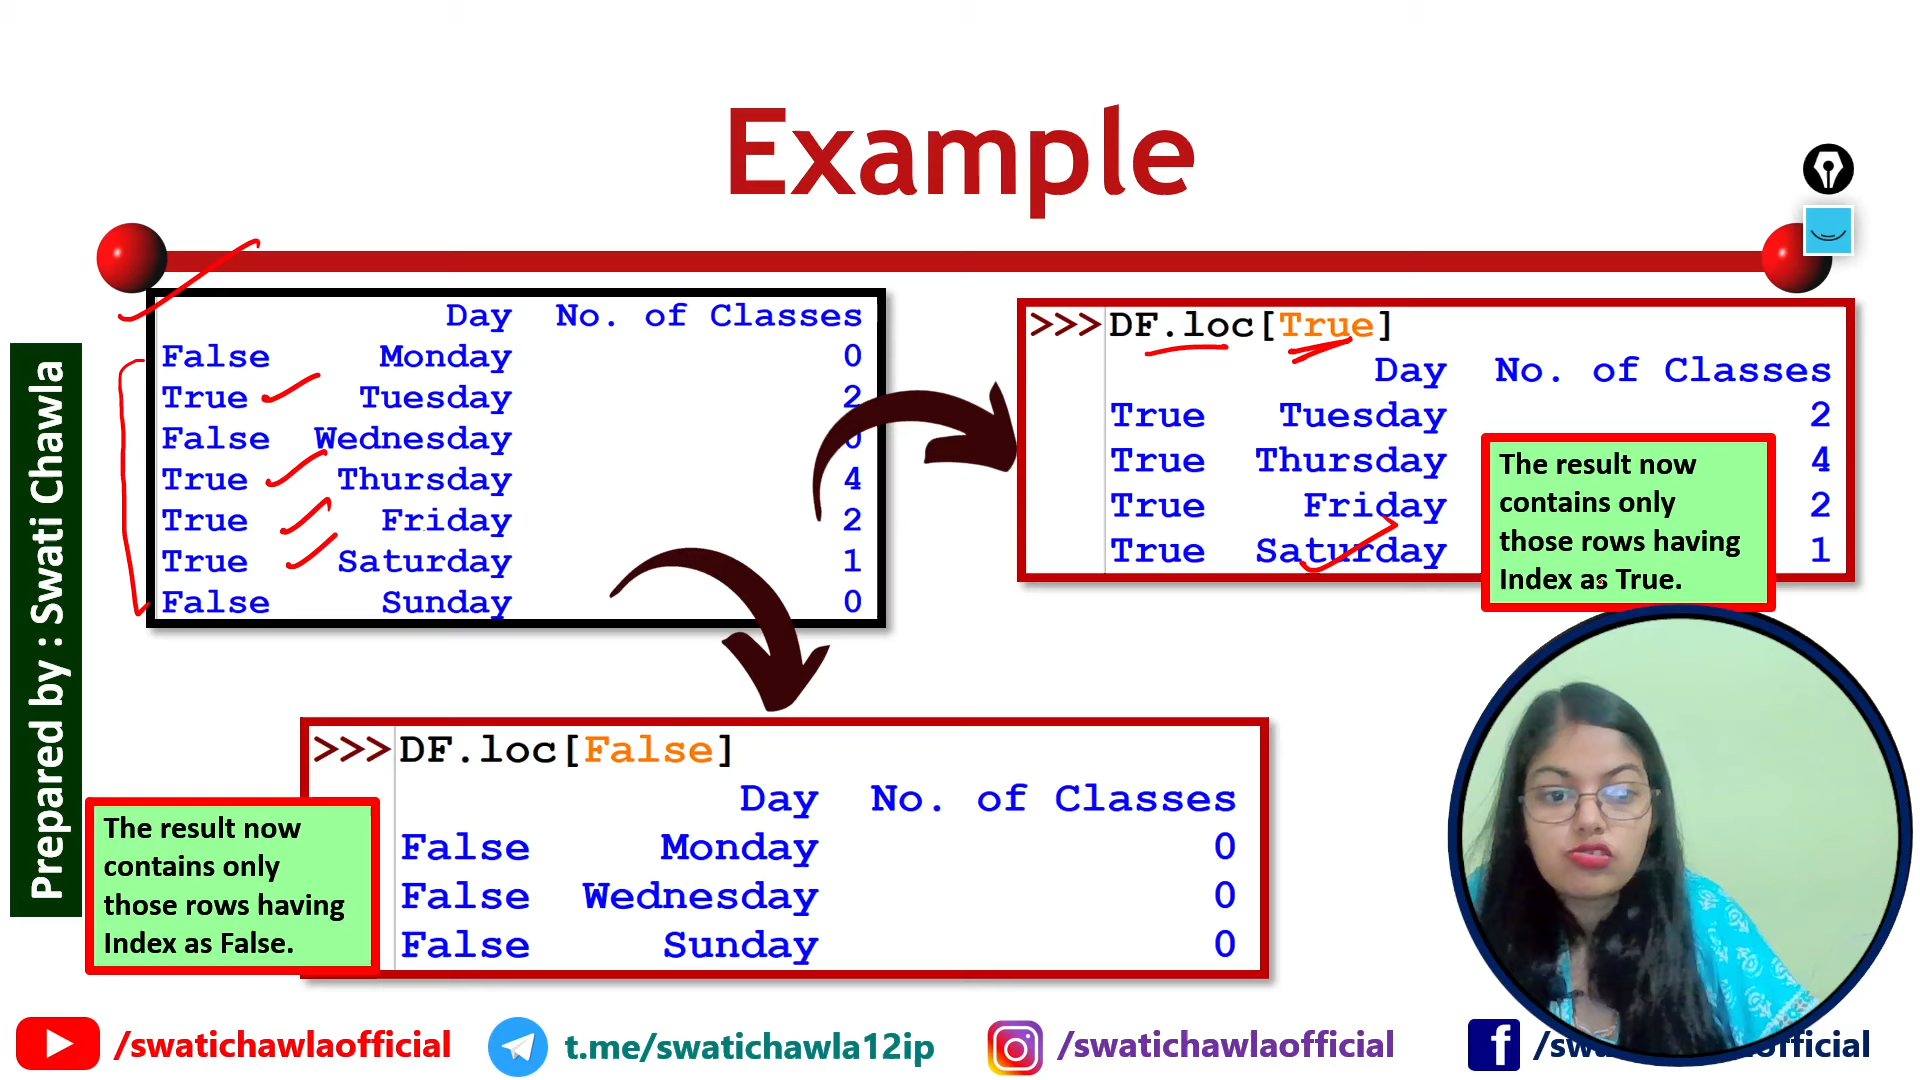 Example
Prepared by : Swati Chawla
Day No. of Classes
False Monday 0
True Tuesday 2
False Wednesday 0
True Thursday 4
True Friday 2
True Saturday 1
False Sunday 0
>>> DF.loc[True]
Day No. of Classes
True Tuesday 2
True Thursday 4
True Friday 2
True Saturday 1
The result now
contains only
those rows having
Index as True.
>>> DF.loc[False]
Day No. of Classes
False Monday 0
False Wednesday 0
False Sunday 0
The result now
contains only
those rows having
Index as False.
/swatichawlaofficial
t.me/swatichawla12ip
/swatichawlaofficial